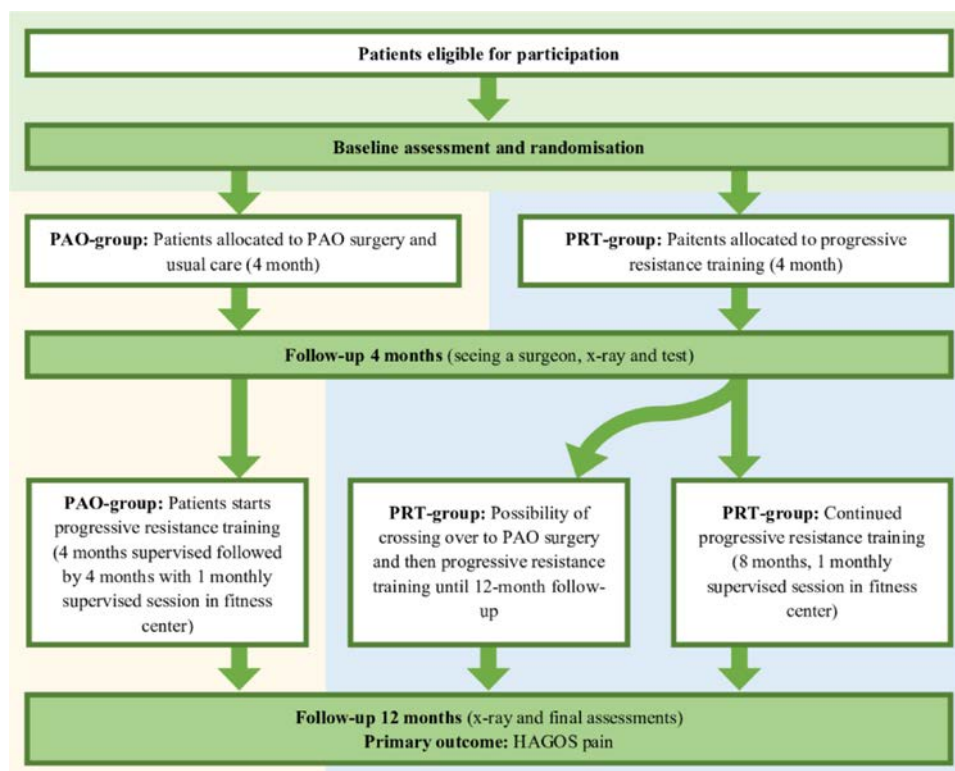 Patients eligible for participation
Baseline assessment and randomisation
PAO-group: Patients allocated to PAO surgery and
usual care (4 month)
PRT-group: Paitents allocated to progressive
resistance training (4 month)
Follow-up 4 months (seeing a surgeon, x-ray and test)
PAO-group: Patients starts
progressive resistance training
(4 months supervised followed
by 4 months with 1 monthly
supervised session in fitness
center)
PRT-group: Possibility of
crossing over to PAO surgery
and then progressive resistance
training until 12-month follow-
up
PRT-group: Continued
progressive resistance training
(8 months, 1 monthly
supervised session in fitness
center)
Follow-up 12 months (x-ray and final assessments)
Primary outcome: HAGOS pain